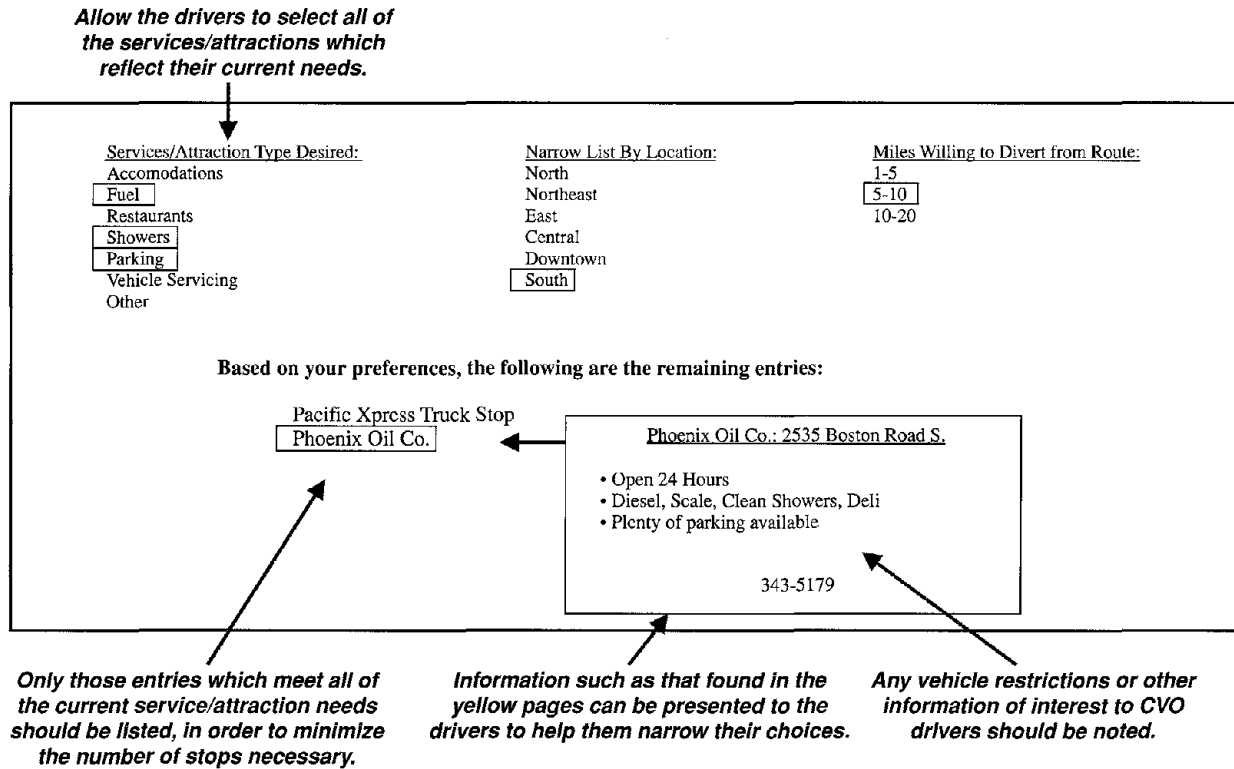 Allow the drivers to select all of
the services/attractions which
reflect their current needs.
Services/Attraction Type Desired:
Accomodations
Fuel
Restaurants
Showers
Parking
Vehicle Servicing
Other
Narrow List By Location:
North
Northeast
East
Central
Downtown
South
Miles Willing to Divert from Route:
1-5
5-10
10-20
Based on your preferences, the following are the remaining entries:
Pacific Xpress Truck Stop
Phoenix Oil Co.
Phoenix Oil Co.: 2535 Boston Road S.
• Open 24 Hours
• Diesel, Scale, Clean Showers, Deli
• Plenty of parking available
343-5179
Only those entries which meet all of
the current service/attraction needs
should be listed, in order to minimize
the number of stops necessary.
Information such as that found in the
yellow pages can be presented to the
drivers to help them narrow their choices.
Any vehicle restrictions or other
information of interest to CVO
drivers should be noted.